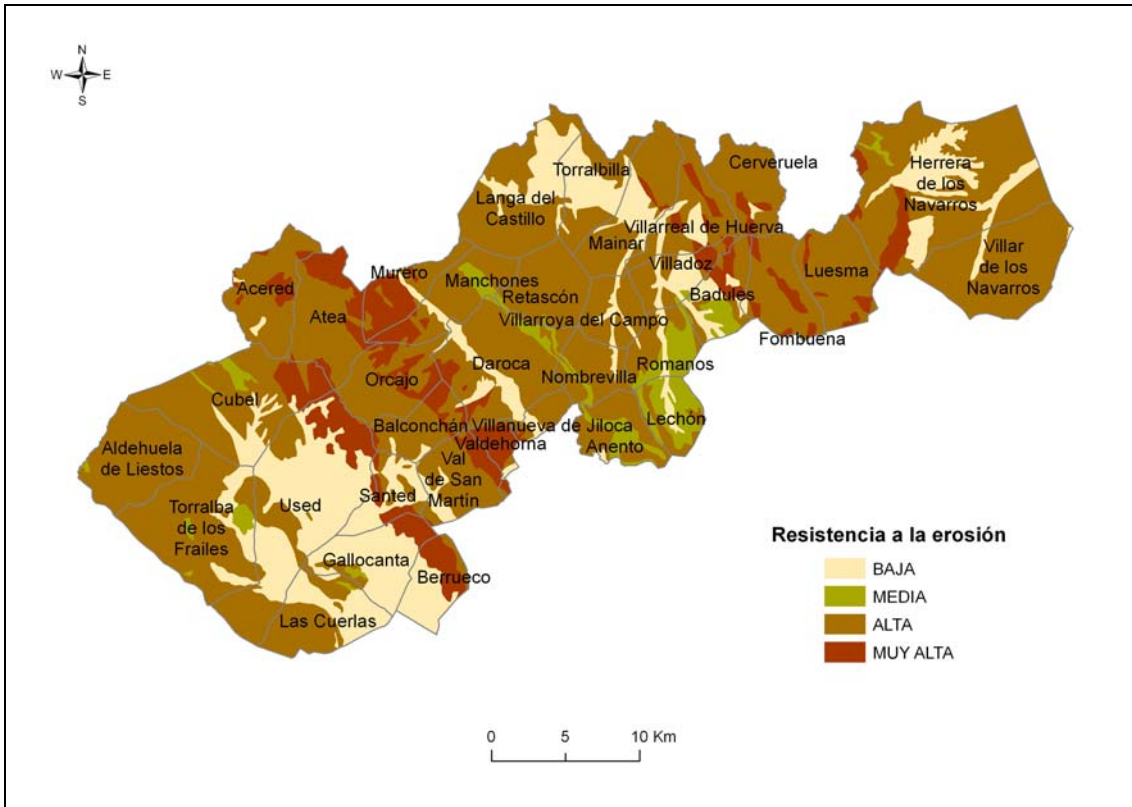 N
W E
S
Cerveruela
Herrera
de los
Navarros
Torralbilla
Langa del
Castillo
Villarreal de Huerva
Mainar
Villar
de los
Navarros
Luesma
Villadoz
Murero
Manchones
Acered
Badules
Retascón
Atea
Villarroya del Campo
Fombuena
Daroca
Romanos
Orcajo
Nombrevilla
Cubel
Lechón
Balconchán
Villanueva de Jiloca
Aldehuela
de Liestos
Valdehorna
Anento
Val
de San
Martín
Santed
Used
Torralba
de los
Frailes
Gallocanta
Berrueco
Las Cuerlas
Resistencia a la erosión
BAJA
MEDIA
ALTA
MUY ALTA
0 5 10 Km